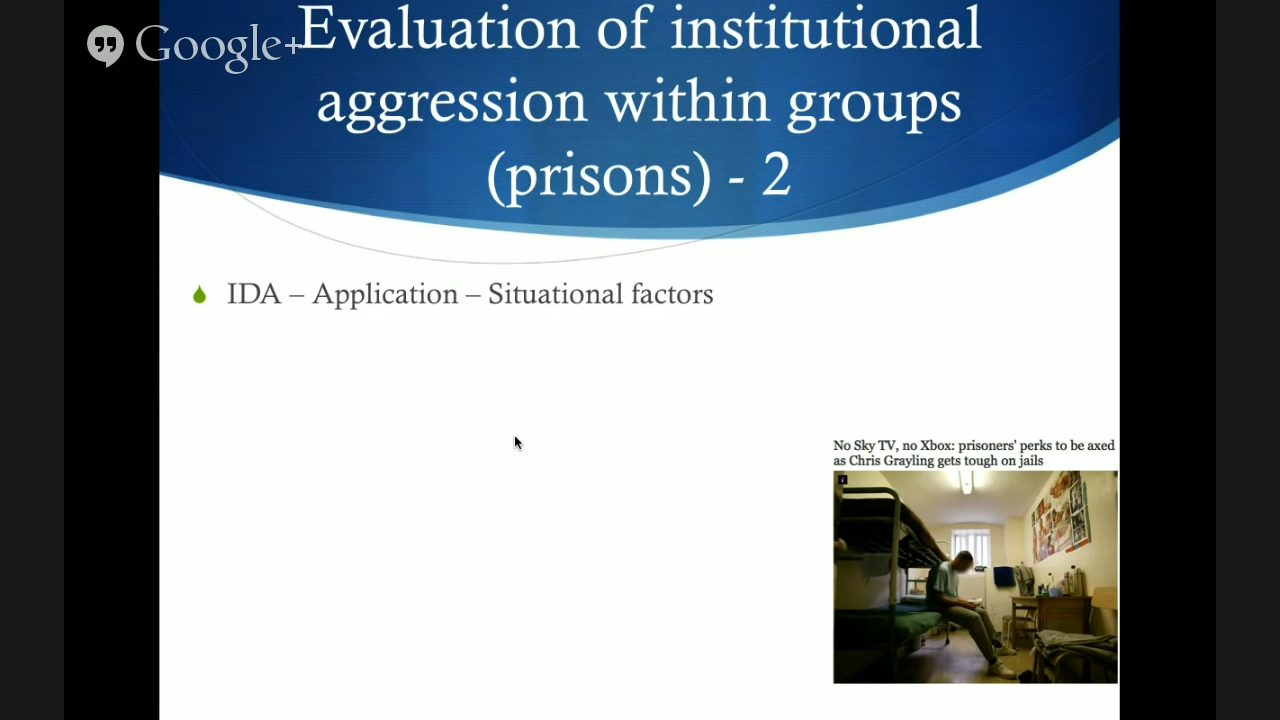 Google+
Evaluation of institutional
aggression within groups
(prisons) - 2
IDA – Application – Situational factors
No Sky TV, no Xbox: prisoners' perks to be axed
as Chris Grayling gets tough on jails